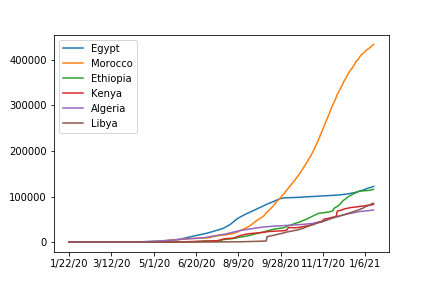 Egypt
Morocco
Ethiopia
Kenya
Algeria
Libya
400000
300000
200000
100000
0
1/22/20 3/12/20 5/1/20 6/20/20 8/9/20 9/28/20 11/17/20 1/6/21